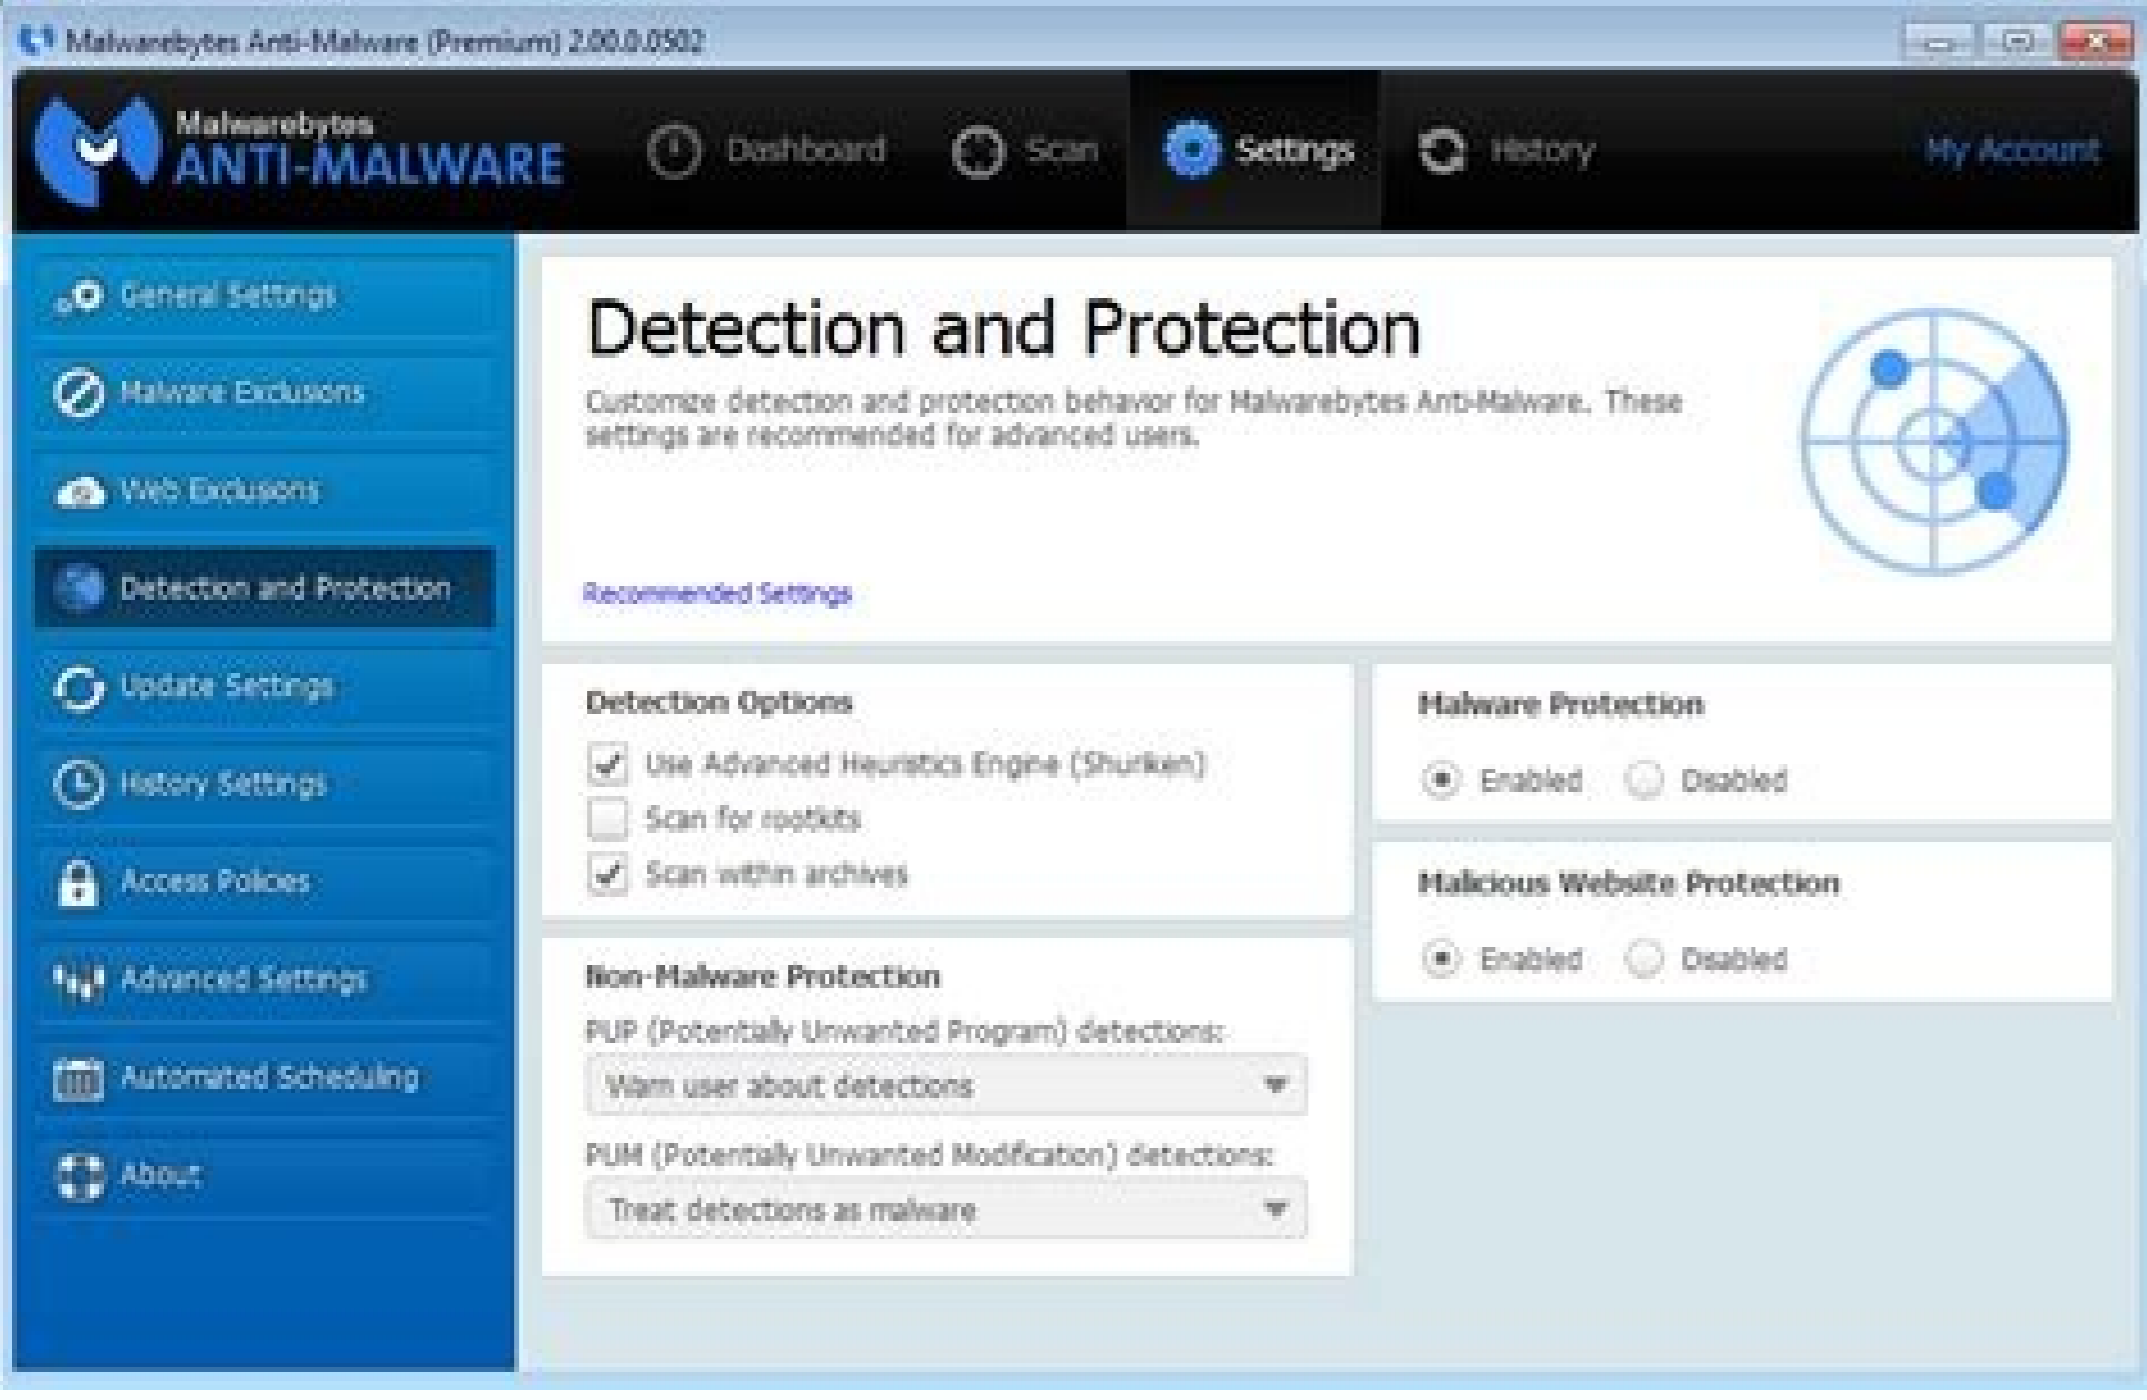 Malwarebytes Anti-Malware (Premium) 2.00.0.0502
Malwarebytes
ANTI-MALWARE
Dashboard
Scan
Settings
History
My Account
General Settings
Malware Exclusions
Web Exclusions
Detection and Protection
Update Settings
History Settings
Access Policies
Advanced Settings
Automated Scheduling
About
Detection and Protection
Customize detection and protection behavior for Malwarebytes Anti-Malware. These
settings are recommended for advanced users.
Recommended Settings
Detection Options
Use Advanced Heuristics Engine (Shuriken)
Scan for rootkits
Scan within archives
Non-Malware Protection
PUP (Potentially Unwanted Program) detections:
Warn user about detections
PUM (Potentially Unwanted Modification) detections:
Treat detections as malware
Malware Protection
Enabled Disabled
Malicious Website Protection
Enabled Disabled